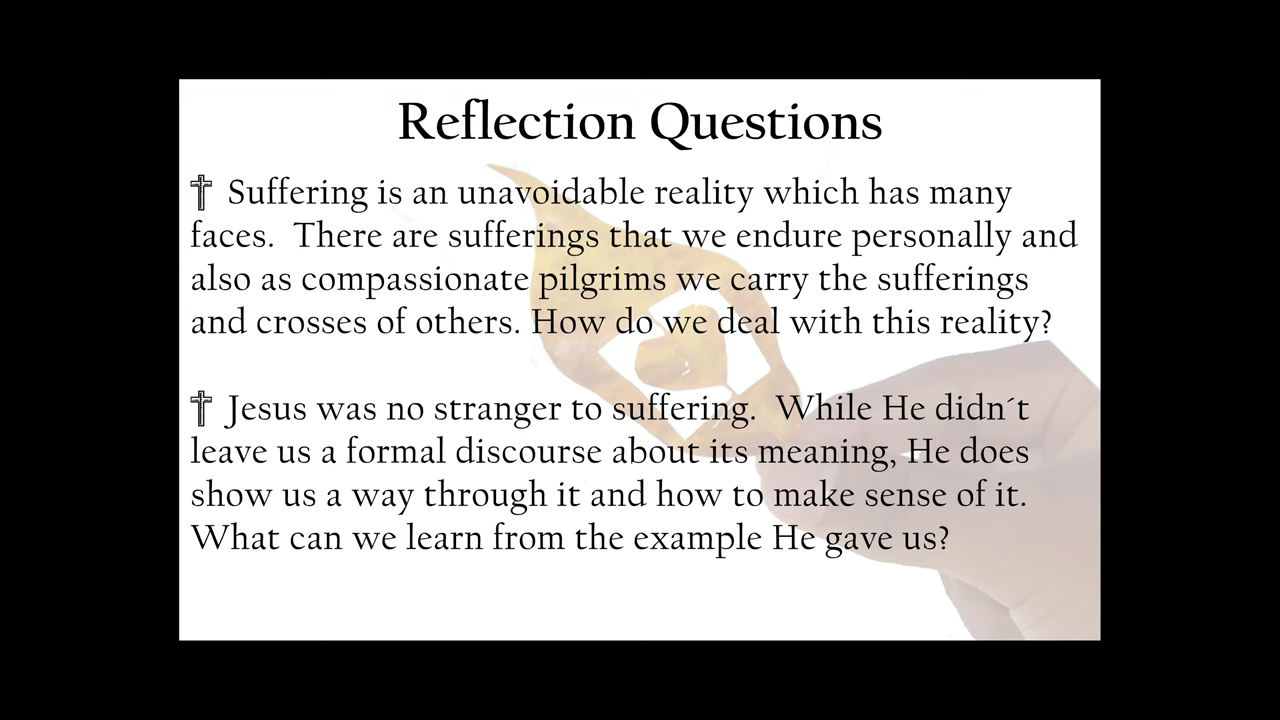 Reflection Questions
✞ Suffering is an unavoidable reality which has many
faces.  There are sufferings that we endure personally and
also as compassionate pilgrims we carry the sufferings
and crosses of others. How do we deal with this reality?
✞ Jesus was no stranger to suffering.  While He didn´t
leave us a formal discourse about its meaning, He does
show us a way through it and how to make sense of it.
What can we learn from the example He gave us?